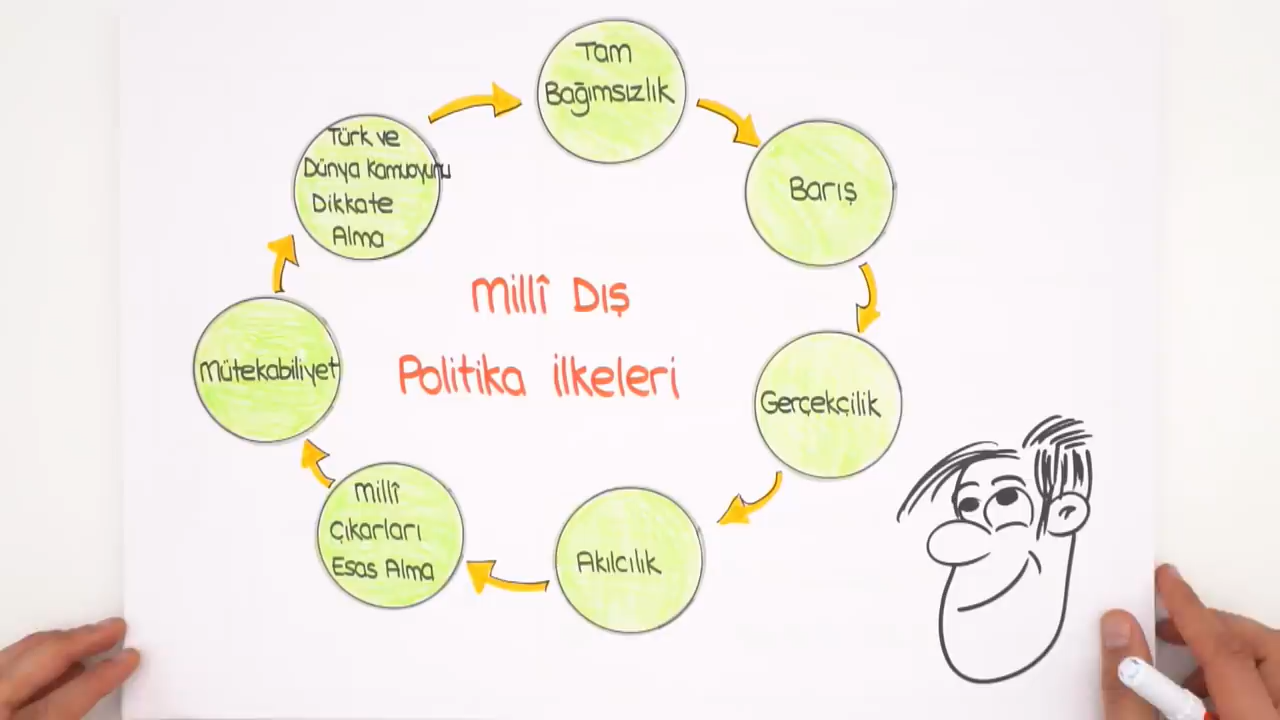 Millî Dış
Politika ilkeleri
Tam
Bağımsızlık
Barış
Gerçekçilik
Akılcılık
Millî
Çıkarları
Esas Alma
Mütekabiliyet
Türk ve
Dünya Kamuoyunu
Dikkate
Alma